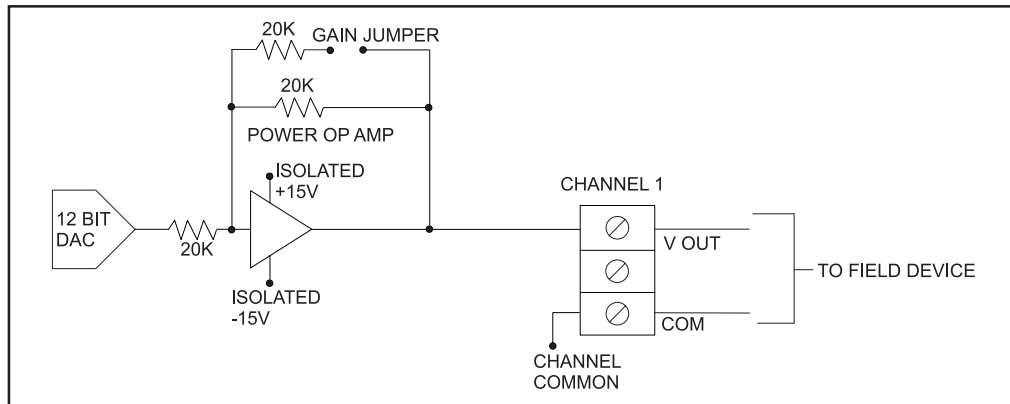 20K
GAIN JUMPER
20K
POWER OP AMP
ISOLATED
+15V
CHANNEL 1
12 BIT
DAC
20K
V OUT
TO FIELD DEVICE
ISOLATED
-15V
COM
CHANNEL
COMMON